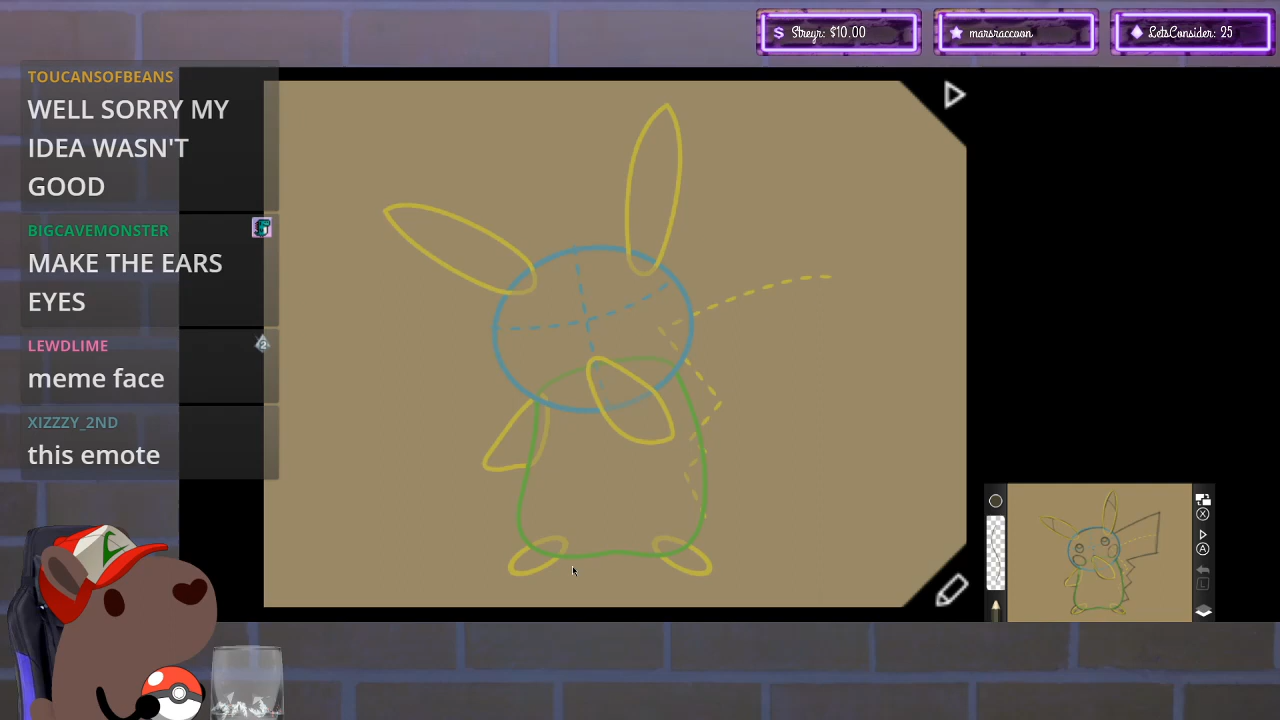 Streyr: $10.00
marsraccoon
LetsConsider: 25
TOUCANSOFBEANS
WELL SORRY MY
IDEA WASN'T
GOOD
BIGCAVEMONSTER
MAKE THE EARS
EYES
LEWDLIME
2
meme face
XIZZZY_2ND
this emote
A
L